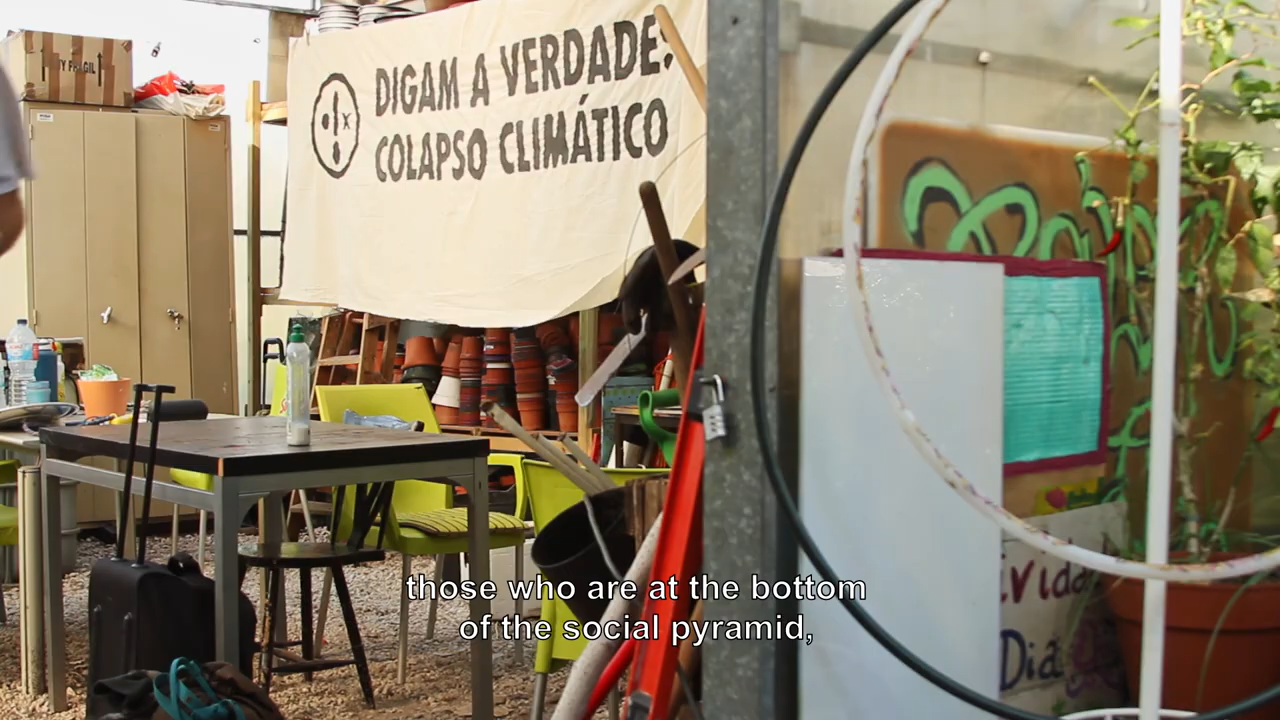 DIGAM A VERDADE:
COLAPSO CLIMÁTICO
those who are at the bottom
of the social pyramid,